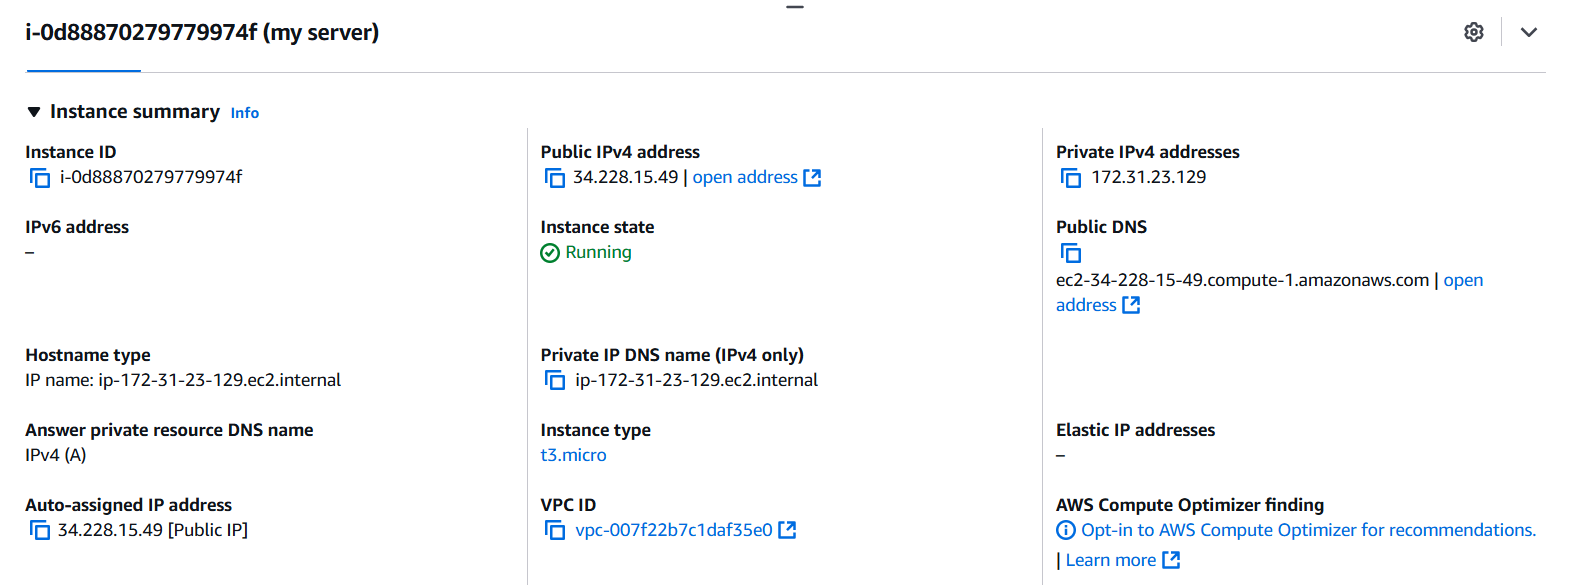 i-0d88870279779974f (my server)
Instance summary Info
Instance ID
i-0d88870279779974f
Public IPv4 address
34.228.15.49 | open address
Private IPv4 addresses
172.31.23.129
IPv6 address
–
Instance state
Running
Public DNS
ec2-34-228-15-49.compute-1.amazonaws.com | open
address
Hostname type
IP name: ip-172-31-23-129.ec2.internal
Private IP DNS name (IPv4 only)
ip-172-31-23-129.ec2.internal
Answer private resource DNS name
IPv4 (A)
Instance type
t3.micro
Elastic IP addresses
–
Auto-assigned IP address
34.228.15.49 [Public IP]
VPC ID
vpc-007f22b7c1daf35e0
AWS Compute Optimizer finding
Opt-in to AWS Compute Optimizer for recommendations.
| Learn more